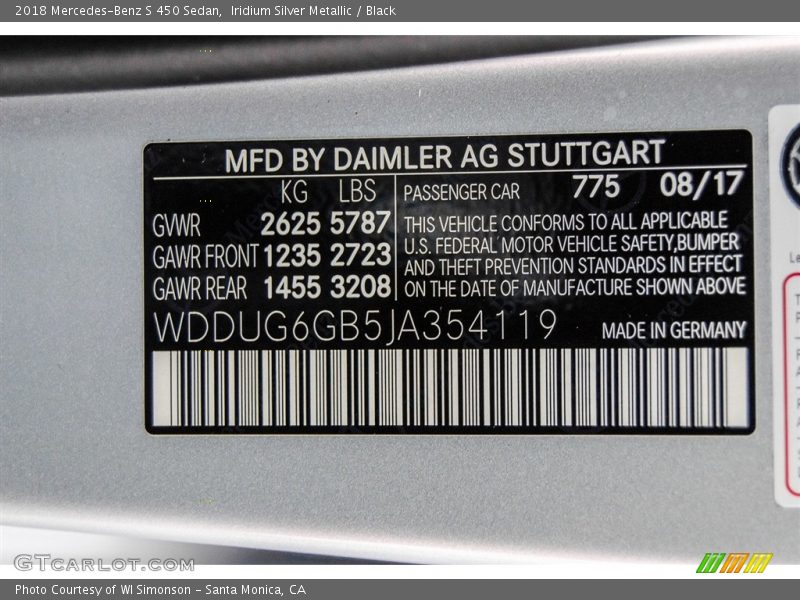 2018 Mercedes-Benz S 450 Sedan,  Iridium Silver Metallic / Black
MFD BY DAIMLER AG STUTTGART
KG LBS
GVWR 2625 5787
GAWR FRONT 1235 2723
GAWR REAR 1455 3208
PASSENGER CAR 775 08/17
THIS VEHICLE CONFORMS TO ALL APPLICABLE
U.S. FEDERAL MOTOR VEHICLE SAFETY,BUMPER
AND THEFT PREVENTION STANDARDS IN EFFECT
ON THE DATE OF MANUFACTURE SHOWN ABOVE
WDDUG6GB5JA354119 MADE IN GERMANY
GTCARLOT.COM
Photo Courtesy of WI Simonson - Santa Monica, CA